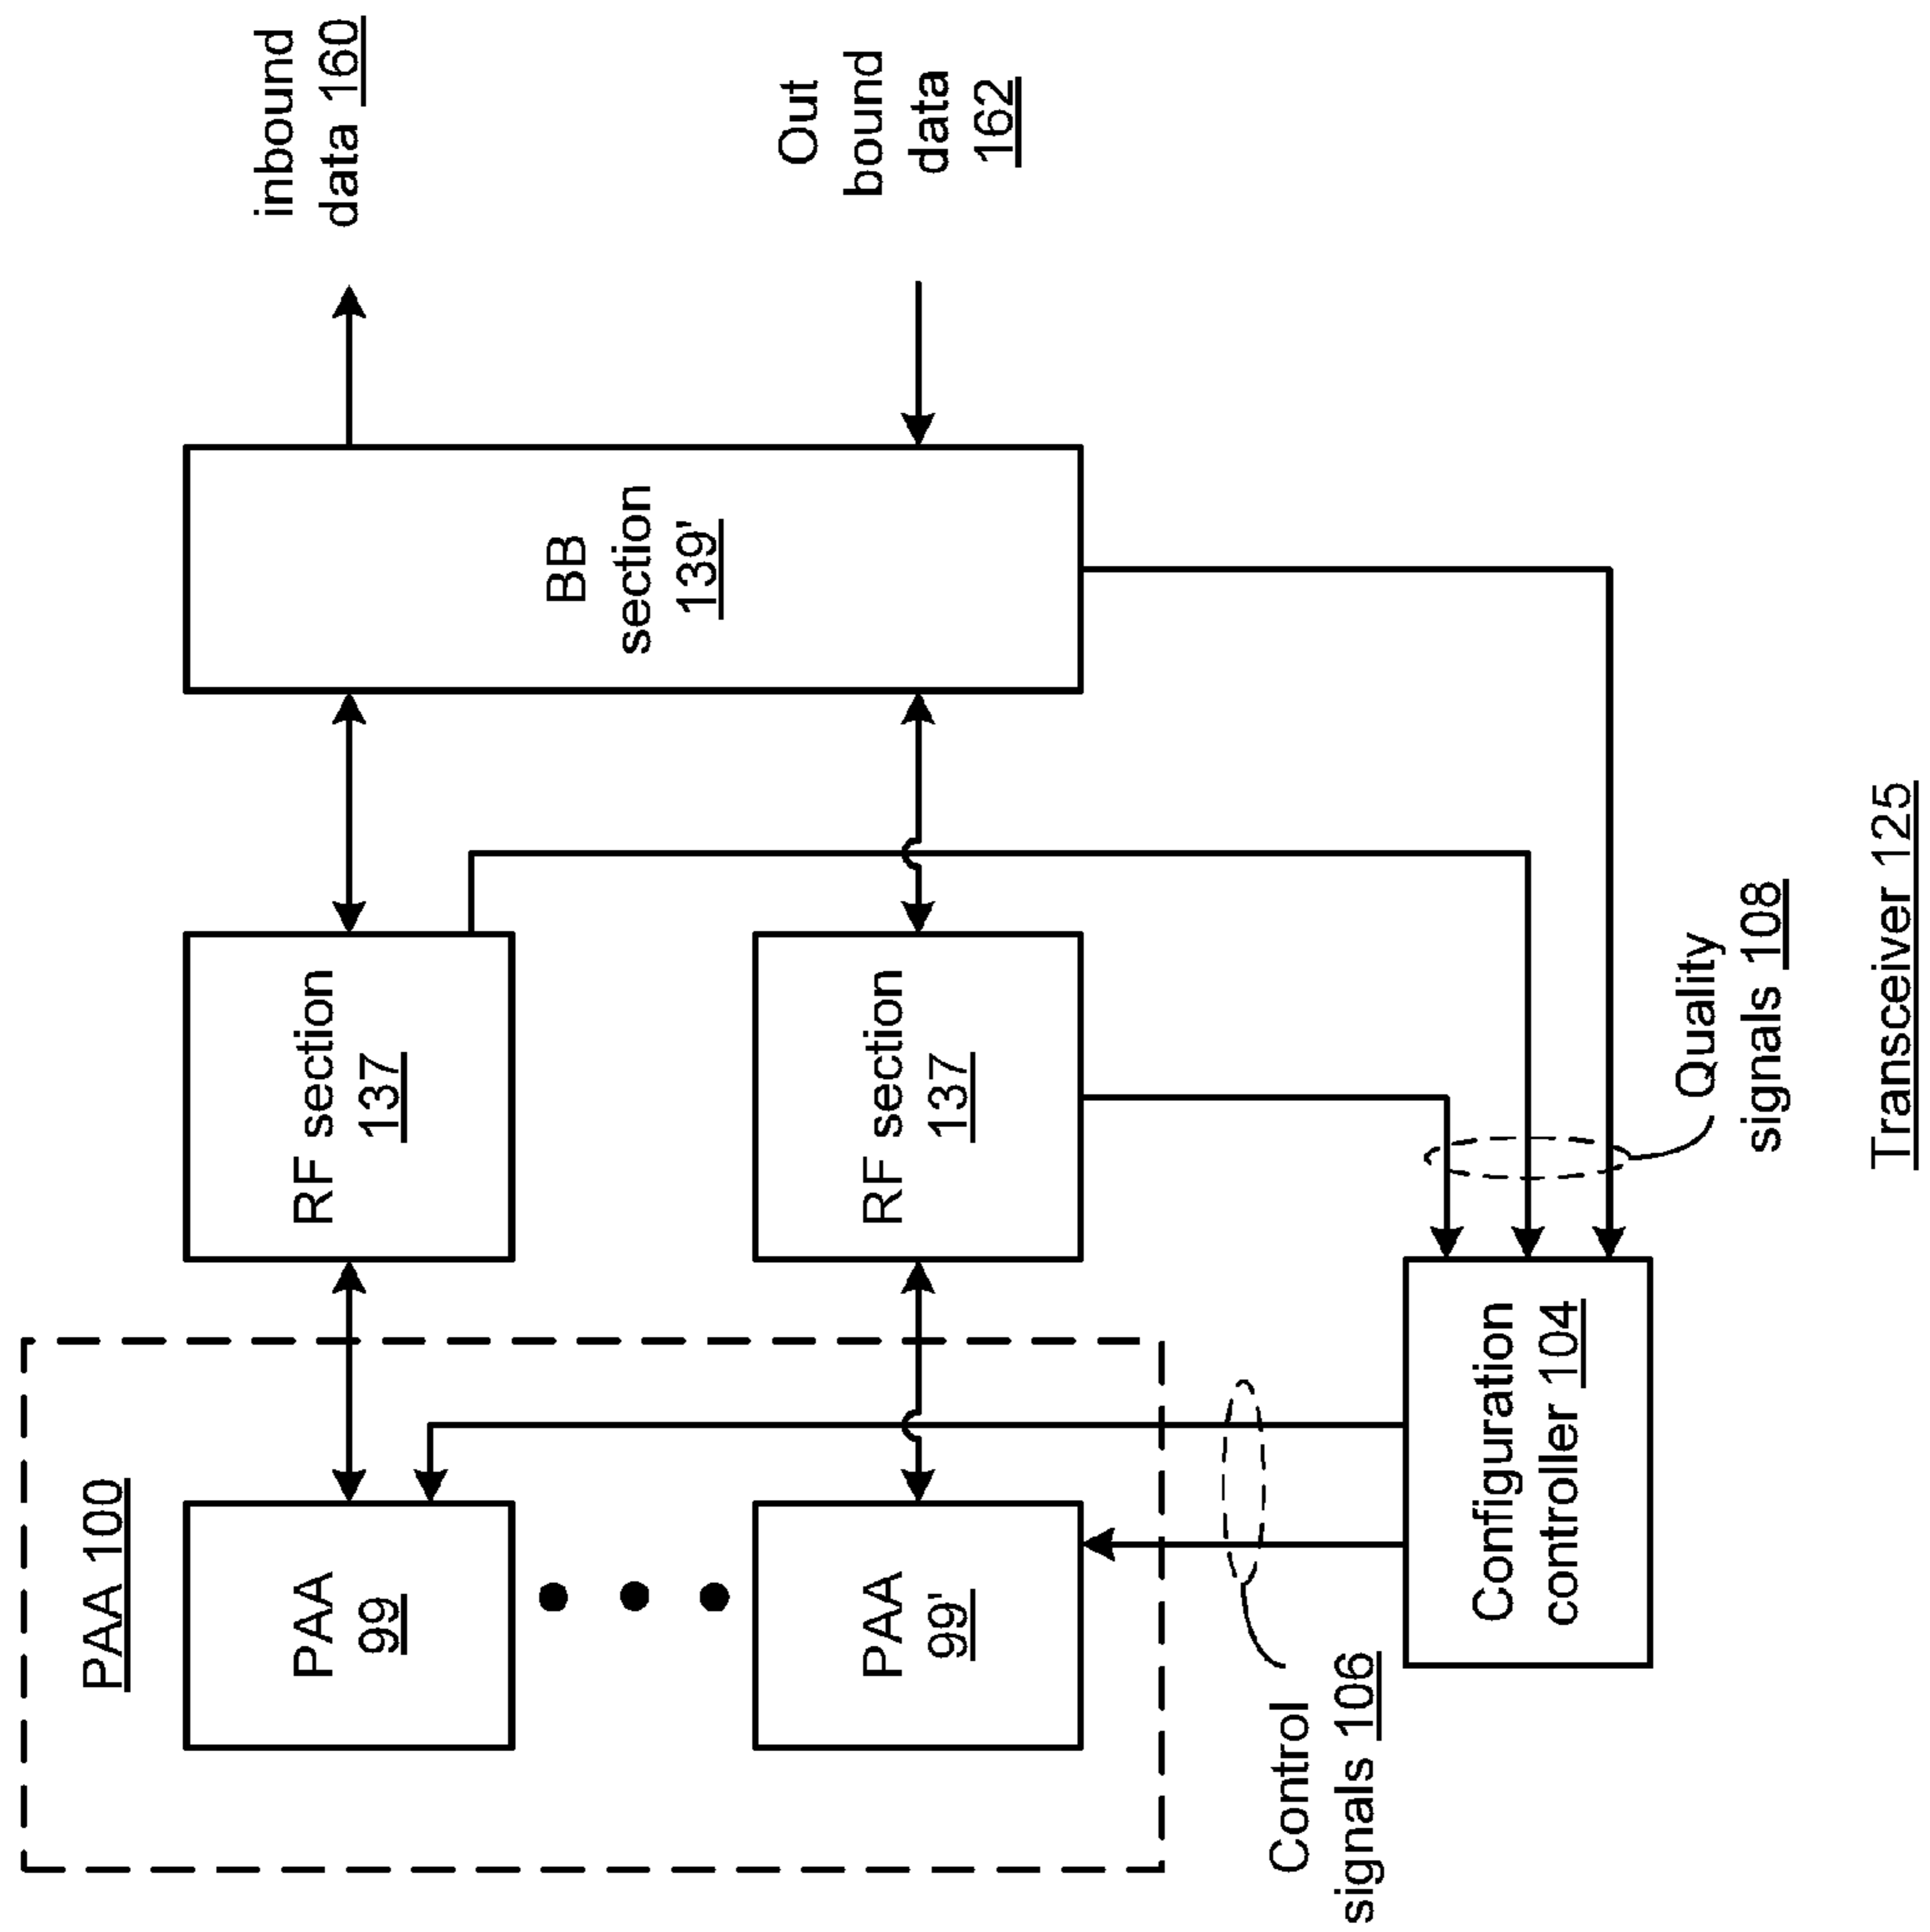 PAA 100
PAA
99
RF section
137
BB
section
139'
inbound
data 160
PAA
99'
RF section
137
Out
bound
data
162
Control
signals 106
Configuration
controller 104
Quality
signals 108
Transceiver 125